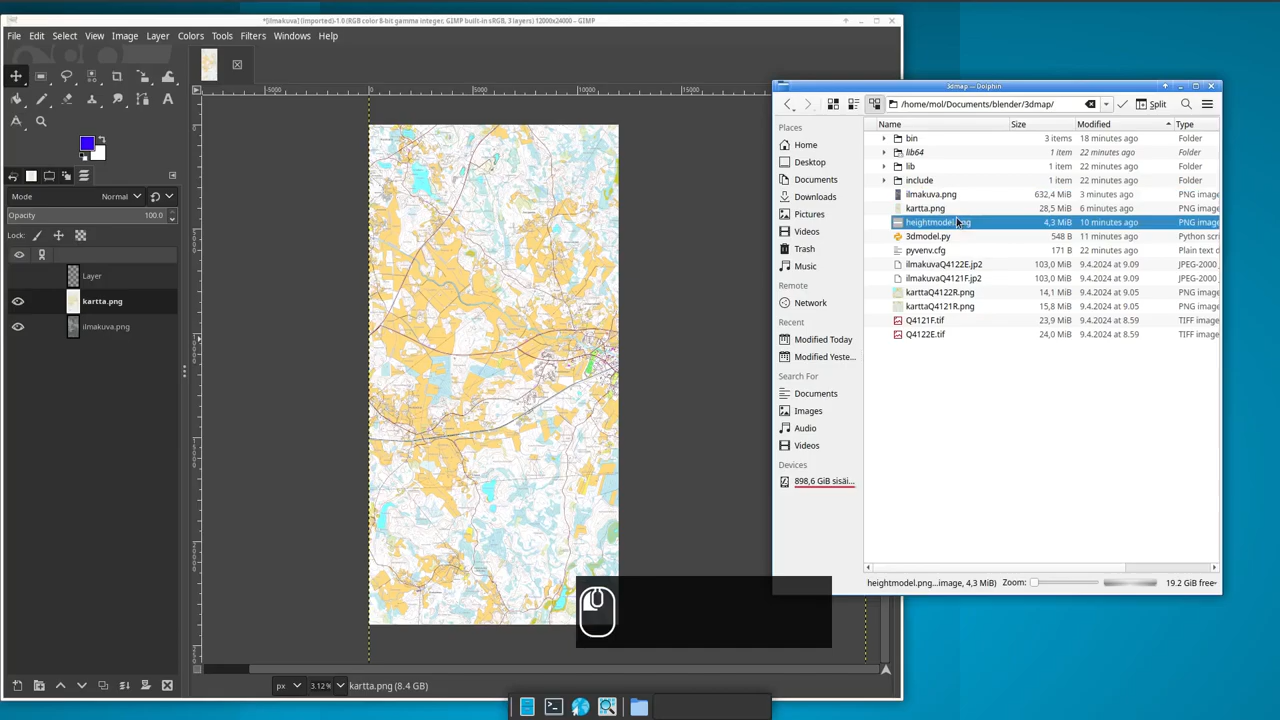 *[ilmakuva] (imported)-1.0 (RGB color 8-bit gamma integer, GIMP built-in sRGB, 3 layers) 12000x24000 – GIMP
File Edit Select View Image Layer Colors Tools Filters Windows Help
-5000 0 5000 10000 15000
Mode Normal
Opacity 100.0
Lock:
Layer
kartta.png
ilmakuva.png
px 3.12% kartta.png (8.4 GB)
3dmap — Dolphin
/home/mol/Documents/blender/3dmap/ Split
Places
Home
Desktop
Documents
Downloads
Pictures
Videos
Trash
Music
Remote
Network
Recent
Modified Today
Modified Yeste...
Search For
Documents
Images
Audio
Videos
Devices
898,6 GiB sisäi...
Name Size Modified Type
bin 3 items 18 minutes ago Folder
lib64 1 item 22 minutes ago Folder
lib 1 item 22 minutes ago Folder
include 1 item 22 minutes ago Folder
ilmakuva.png 632,4 MiB 3 minutes ago PNG image
kartta.png 28,5 MiB 6 minutes ago PNG image
heightmodel.png 4,3 MiB 10 minutes ago PNG image
3dmodel.py 548 B 11 minutes ago Python scri
pyvenv.cfg 171 B 22 minutes ago Plain text d
ilmakuvaQ4122E.jp2 103,0 MiB 9.4.2024 at 9.09 JPEG-2000
ilmakuvaQ4121F.jp2 103,0 MiB 9.4.2024 at 9.09 JPEG-2000
karttaQ4122R.png 14,1 MiB 9.4.2024 at 9.05 PNG image
karttaQ4121R.png 15,8 MiB 9.4.2024 at 9.05 PNG image
Q4121F.tif 23,9 MiB 9.4.2024 at 8.59 TIFF image
Q4122E.tif 24,0 MiB 9.4.2024 at 8.59 TIFF image
heightmodel.png...image, 4,3 MiB) Zoom: 19.2 GiB free